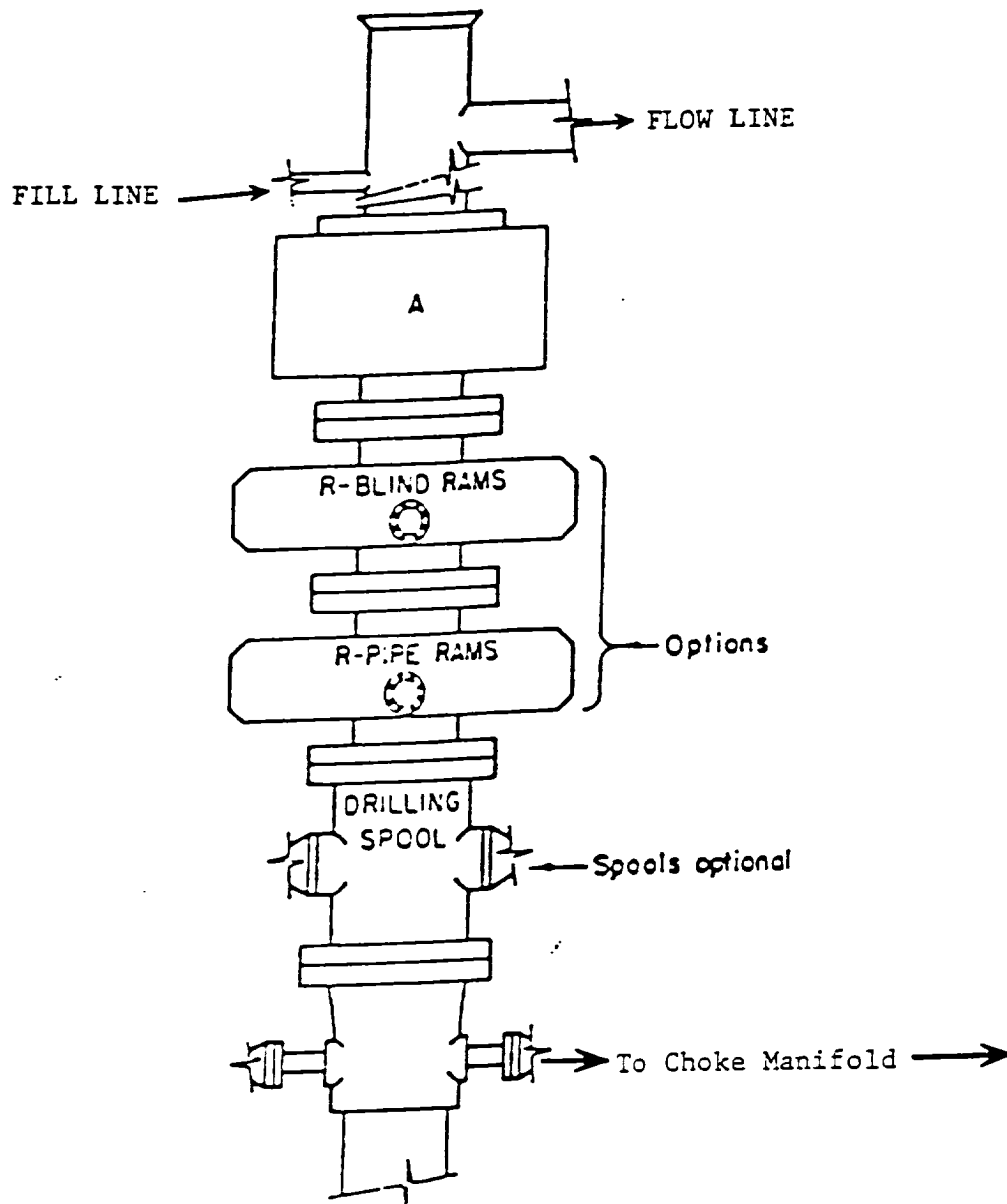 FLOW LINE
FILL LINE
A
R-BLIND RAMS
R-PIPE RAMS
Options
DRILLING
SPOOL
Spools optional
To Choke Manifold